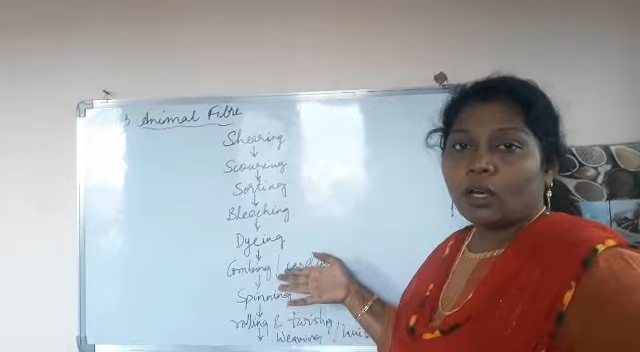 3 Animal Fibre
Shearing
Scouring
Sorting
Bleaching
Dyeing
Combing /
Spinning
rolling & twisting
Weaving /